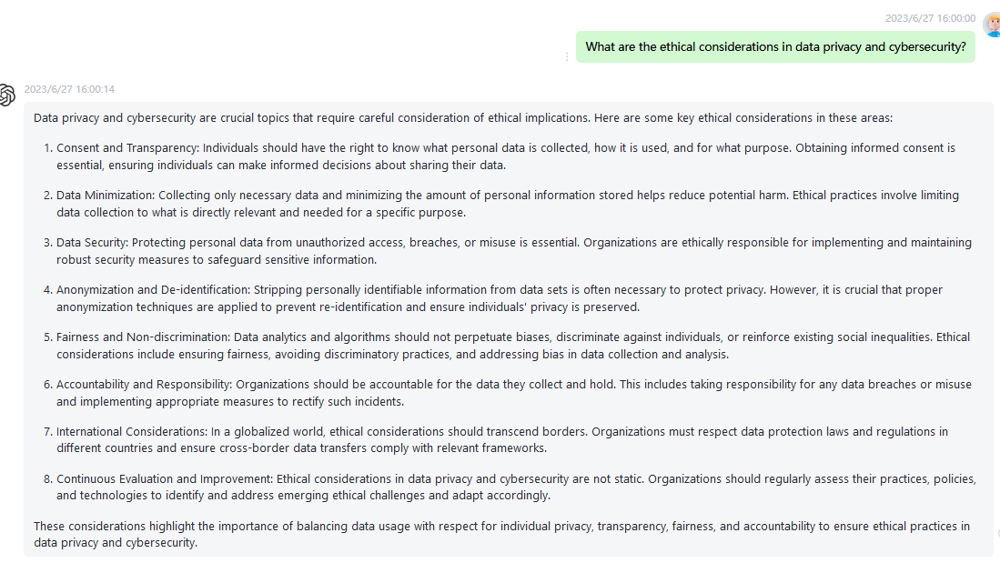 2023/6/27 16:00:00
What are the ethical considerations in data privacy and cybersecurity?
2023/6/27 16:00:14
Data privacy and cybersecurity are crucial topics that require careful consideration of ethical implications. Here are some key ethical considerations in these areas:
1. Consent and Transparency: Individuals should have the right to know what personal data is collected, how it is used, and for what purpose. Obtaining informed consent is
essential, ensuring individuals can make informed decisions about sharing their data.
2. Data Minimization: Collecting only necessary data and minimizing the amount of personal information stored helps reduce potential harm. Ethical practices involve limiting
data collection to what is directly relevant and needed for a specific purpose.
3. Data Security: Protecting personal data from unauthorized access, breaches, or misuse is essential. Organizations are ethically responsible for implementing and maintaining
robust security measures to safeguard sensitive information.
4. Anonymization and De-identification: Stripping personally identifiable information from data sets is often necessary to protect privacy. However, it is crucial that proper
anonymization techniques are applied to prevent re-identification and ensure individuals' privacy is preserved.
5. Fairness and Non-discrimination: Data analytics and algorithms should not perpetuate biases, discriminate against individuals, or reinforce existing social inequalities. Ethical
considerations include ensuring fairness, avoiding discriminatory practices, and addressing bias in data collection and analysis.
6. Accountability and Responsibility: Organizations should be accountable for the data they collect and hold. This includes taking responsibility for any data breaches or misuse
and implementing appropriate measures to rectify such incidents.
7. International Considerations: In a globalized world, ethical considerations should transcend borders. Organizations must respect data protection laws and regulations in
different countries and ensure cross-border data transfers comply with relevant frameworks.
8. Continuous Evaluation and Improvement: Ethical considerations in data privacy and cybersecurity are not static. Organizations should regularly assess their practices, policies,
and technologies to identify and address emerging ethical challenges and adapt accordingly.
These considerations highlight the importance of balancing data usage with respect for individual privacy, transparency, fairness, and accountability to ensure ethical practices in
data privacy and cybersecurity.